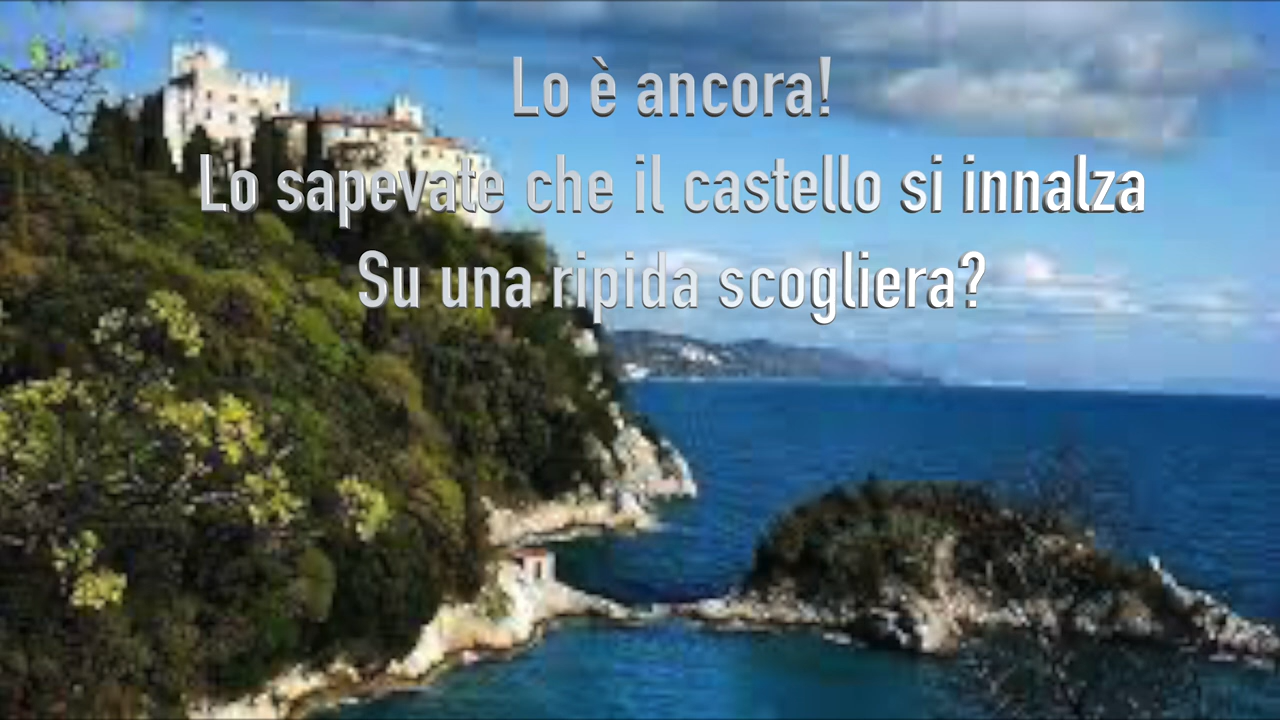 Lo è ancora!
Lo sapevate che il castello si innalza
Su una ripida scogliera?